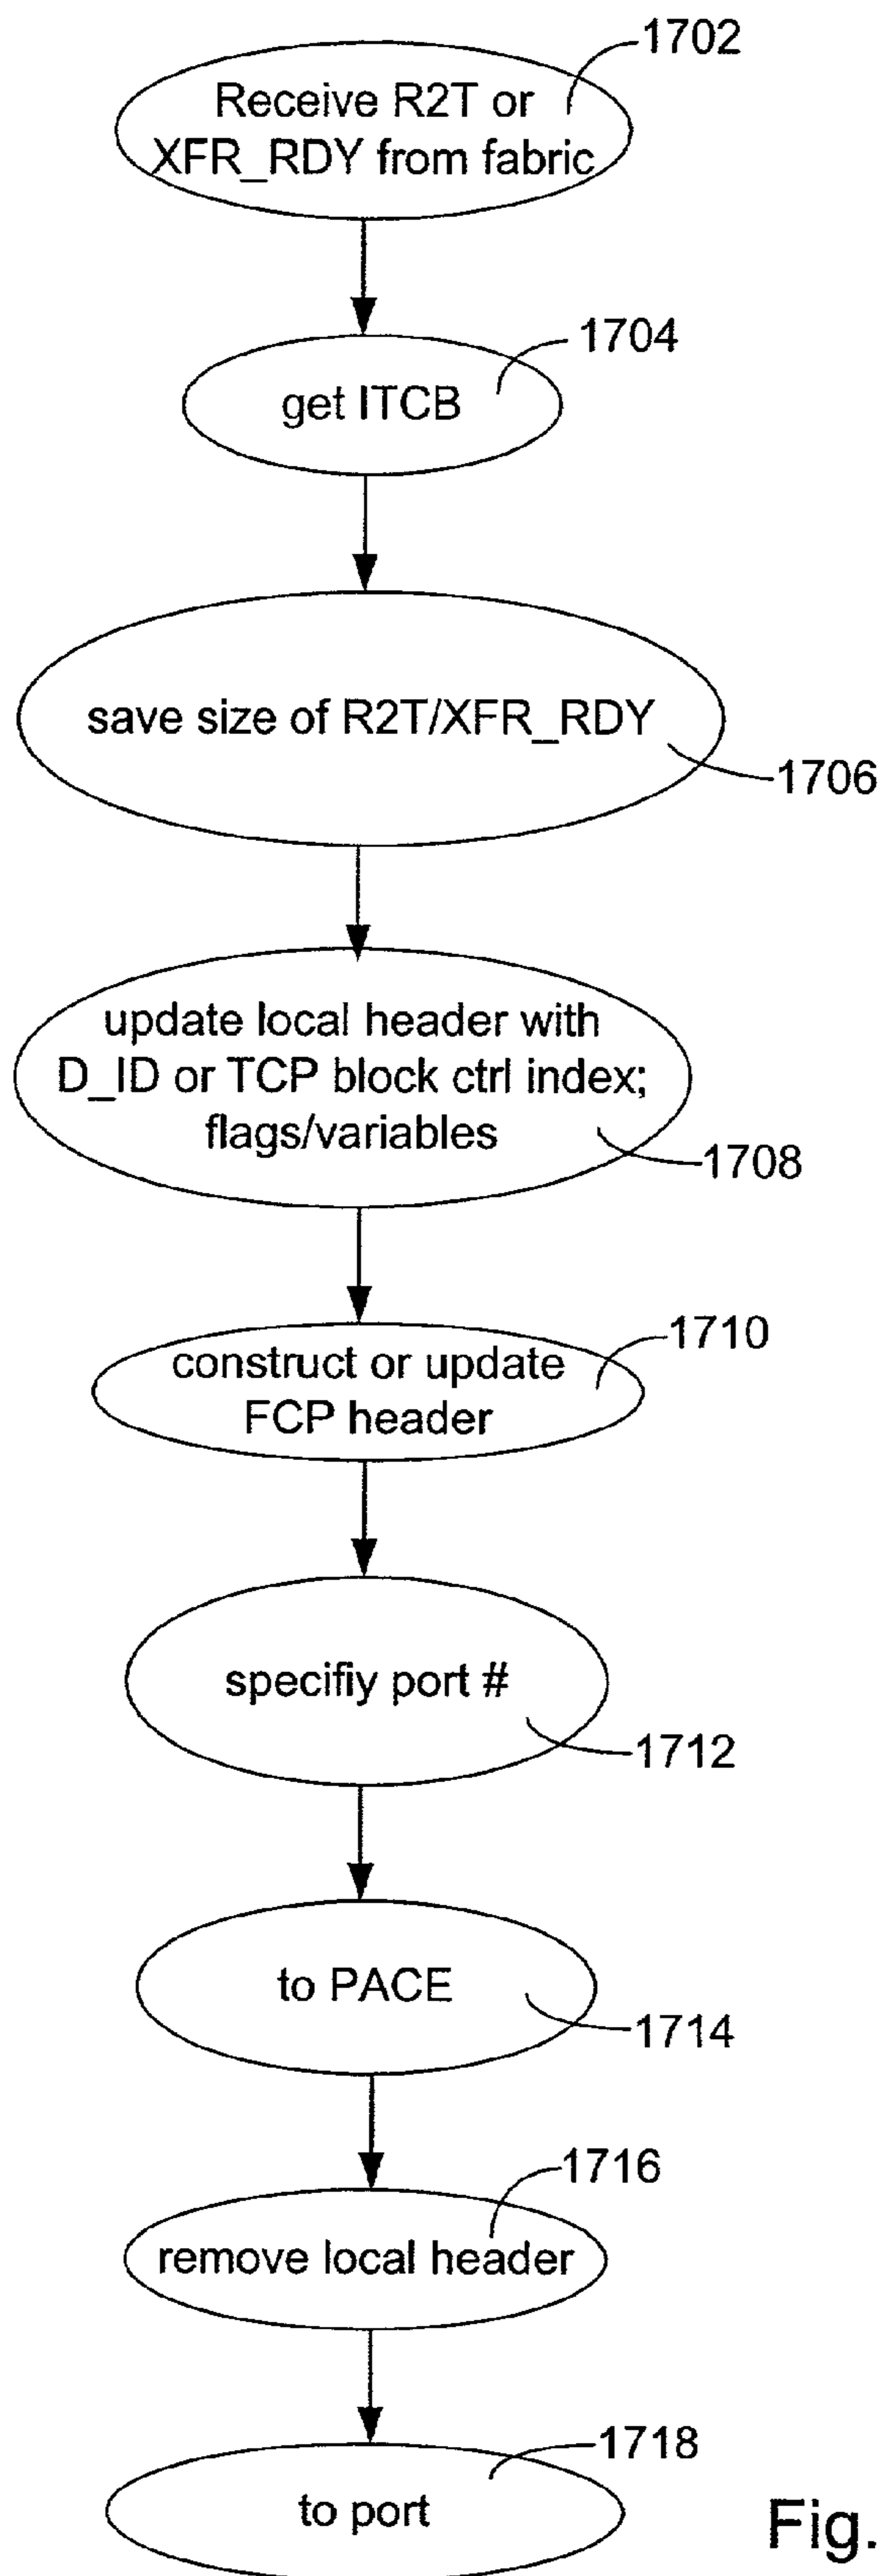 1702
Receive R2T or
XFR_RDY from fabric
1704
get ITCB
save size of R2T/XFR_RDY
1706
update local header with
D_ID or TCP block ctrl index;
flags/variables
1708
1710
construct or update
FCP header
specifiy port #
1712
to PACE
1714
1716
remove local header
1718
to port
Fig.